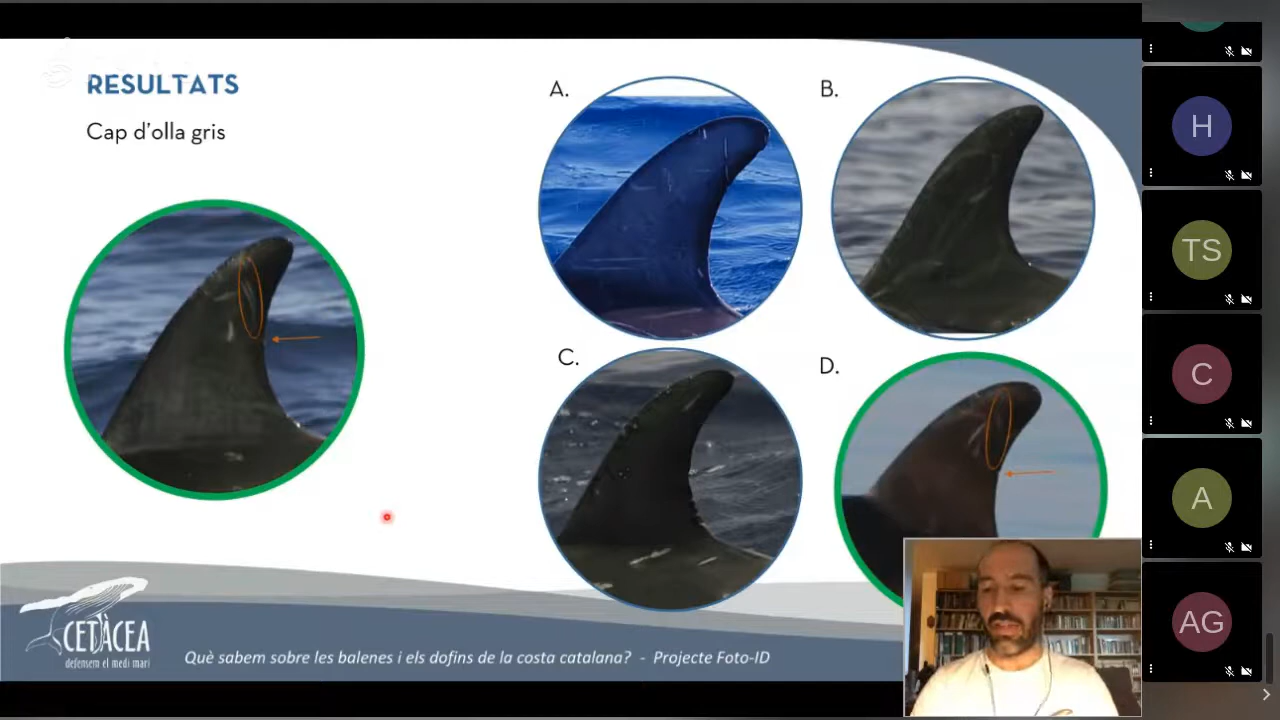 RESULTATS
Cap d'olla gris
A.
B.
C.
D.
CETÀCEA
defensem el medi mari
Què sabem sobre les balenes i els dofins de la costa catalana? - Projecte Foto-ID
H
TS
C
A
AG